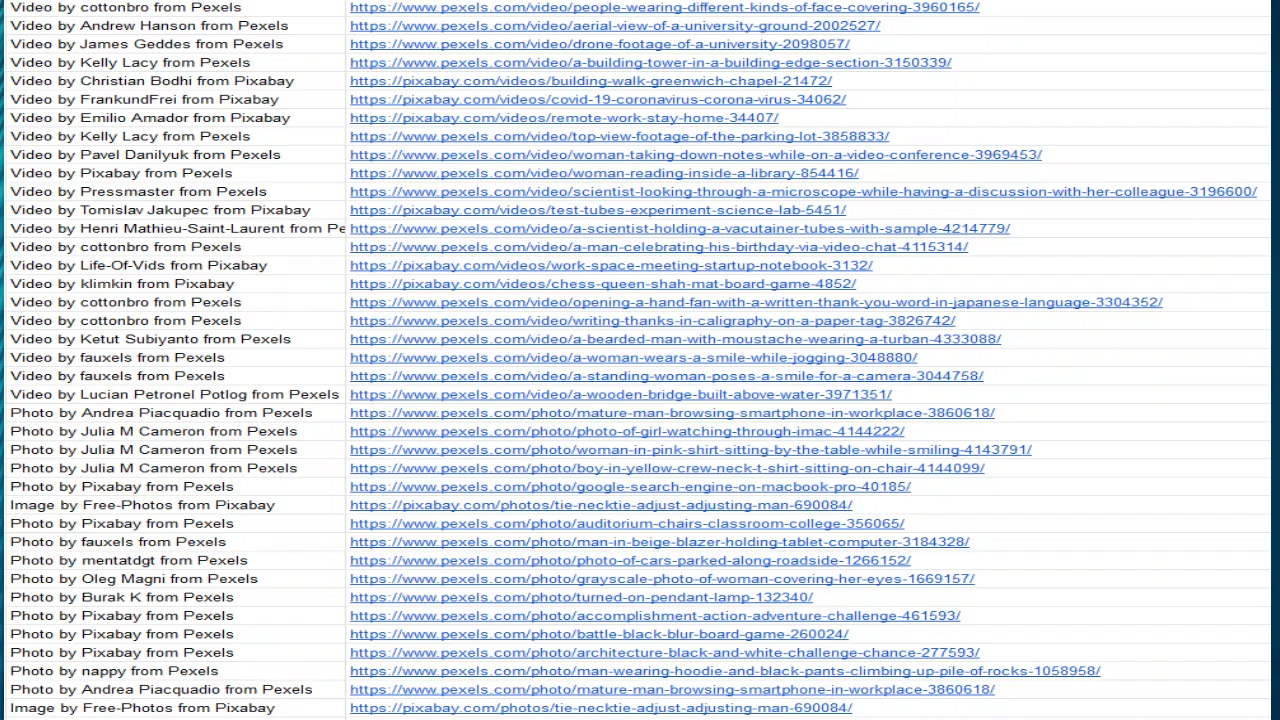 Video by cottonbro from Pexels https://www.pexels.com/video/people-wearing-different-kinds-of-face-covering-3960165/
Video by Andrew Hanson from Pexels https://www.pexels.com/video/aerial-view-of-a-university-ground-2002527/
Video by James Geddes from Pexels https://www.pexels.com/video/drone-footage-of-a-university-2098057/
Video by Kelly Lacy from Pexels https://www.pexels.com/video/a-building-tower-in-a-building-edge-section-3150339/
Video by Christian Bodhi from Pixabay https://pixabay.com/videos/building-walk-greenwich-chapel-21472/
Video by FrankundFrei from Pixabay https://pixabay.com/videos/covid-19-coronavirus-corona-virus-34062/
Video by Emilio Amador from Pixabay https://pixabay.com/videos/remote-work-stay-home-34407/
Video by Kelly Lacy from Pexels https://www.pexels.com/video/top-view-footage-of-the-parking-lot-3858833/
Video by Pavel Danilyuk from Pexels https://www.pexels.com/video/woman-taking-down-notes-while-on-a-video-conference-3969453/
Video by Pixabay from Pexels https://www.pexels.com/video/woman-reading-inside-a-library-854416/
Video by Pressmaster from Pexels https://www.pexels.com/video/scientist-looking-through-a-microscope-while-having-a-discussion-with-her-colleague-3196600/
Video by Tomislav Jakupec from Pixabay https://pixabay.com/videos/test-tubes-experiment-science-lab-5451/
Video by Henri Mathieu-Saint-Laurent from Pe https://www.pexels.com/video/a-scientist-holding-a-vacutainer-tubes-with-sample-4214779/
Video by cottonbro from Pexels https://www.pexels.com/video/a-man-celebrating-his-birthday-via-video-chat-4115314/
Video by Life-Of-Vids from Pixabay https://pixabay.com/videos/work-space-meeting-startup-notebook-3132/
Video by klimkin from Pixabay https://pixabay.com/videos/chess-queen-shah-mat-board-game-4852/
Video by cottonbro from Pexels https://www.pexels.com/video/opening-a-hand-fan-with-a-written-thank-you-word-in-japanese-language-3304352/
Video by cottonbro from Pexels https://www.pexels.com/video/writing-thanks-in-caligraphy-on-a-paper-tag-3826742/
Video by Ketut Subiyanto from Pexels https://www.pexels.com/video/a-bearded-man-with-moustache-wearing-a-turban-4333088/
Video by fauxels from Pexels https://www.pexels.com/video/a-woman-wears-a-smile-while-jogging-3048880/
Video by fauxels from Pexels https://www.pexels.com/video/a-standing-woman-poses-a-smile-for-a-camera-3044758/
Video by Lucian Petronel Potlog from Pexels https://www.pexels.com/video/a-wooden-bridge-built-above-water-3971351/
Photo by Andrea Piacquadio from Pexels https://www.pexels.com/photo/mature-man-browsing-smartphone-in-workplace-3860618/
Photo by Julia M Cameron from Pexels https://www.pexels.com/photo/photo-of-girl-watching-through-imac-4144222/
Photo by Julia M Cameron from Pexels https://www.pexels.com/photo/woman-in-pink-shirt-sitting-by-the-table-while-smiling-4143791/
Photo by Julia M Cameron from Pexels https://www.pexels.com/photo/boy-in-yellow-crew-neck-t-shirt-sitting-on-chair-4144099/
Photo by Pixabay from Pexels https://www.pexels.com/photo/google-search-engine-on-macbook-pro-40185/
Image by Free-Photos from Pixabay https://pixabay.com/photos/tie-necktie-adjust-adjusting-man-690084/
Photo by Pixabay from Pexels https://www.pexels.com/photo/auditorium-chairs-classroom-college-356065/
Photo by fauxels from Pexels https://www.pexels.com/photo/man-in-beige-blazer-holding-tablet-computer-3184328/
Photo by mentatdgt from Pexels https://www.pexels.com/photo/photo-of-cars-parked-along-roadside-1266152/
Photo by Oleg Magni from Pexels https://www.pexels.com/photo/grayscale-photo-of-woman-covering-her-eyes-1669157/
Photo by Burak K from Pexels https://www.pexels.com/photo/turned-on-pendant-lamp-132340/
Photo by Pixabay from Pexels https://www.pexels.com/photo/accomplishment-action-adventure-challenge-461593/
Photo by Pixabay from Pexels https://www.pexels.com/photo/battle-black-blur-board-game-260024/
Photo by Pixabay from Pexels https://www.pexels.com/photo/architecture-black-and-white-challenge-chance-277593/
Photo by nappy from Pexels https://www.pexels.com/photo/man-wearing-hoodie-and-black-pants-climbing-up-pile-of-rocks-1058958/
Photo by Andrea Piacquadio from Pexels https://www.pexels.com/photo/mature-man-browsing-smartphone-in-workplace-3860618/
Image by Free-Photos from Pixabay https://pixabay.com/photos/tie-necktie-adjust-adjusting-man-690084/